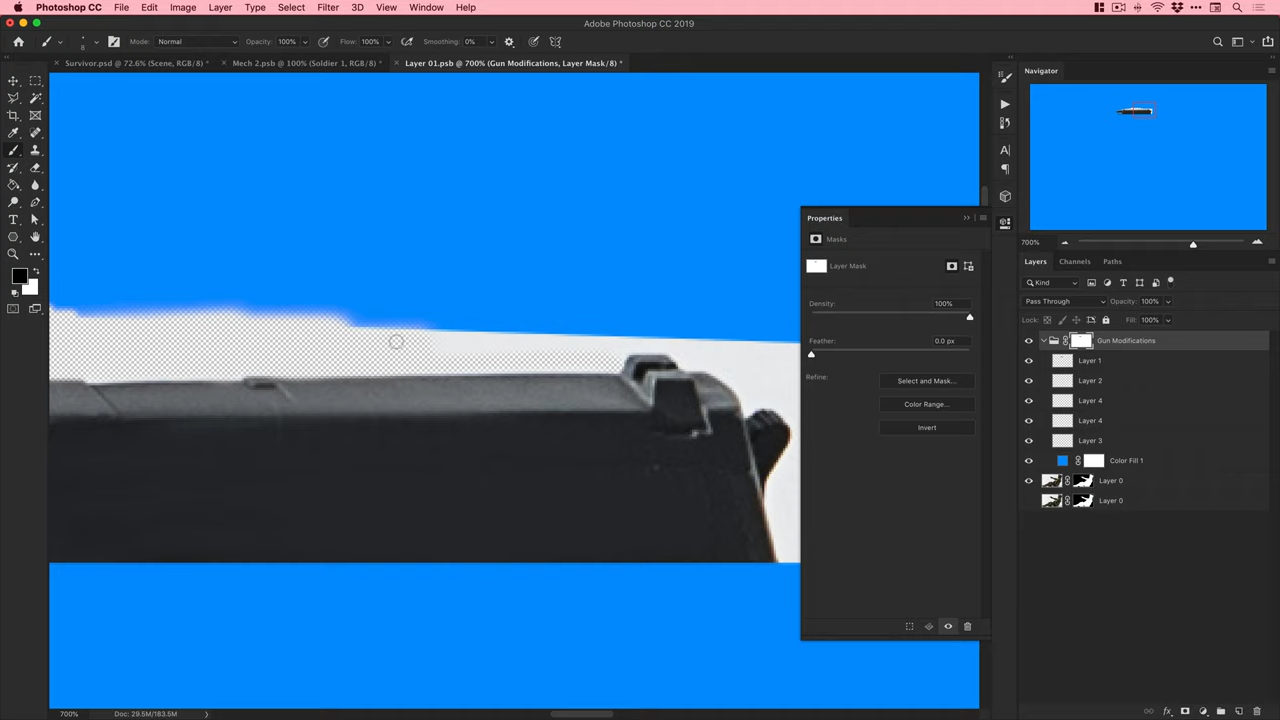 Photoshop CC File Edit Image Layer Type Select Filter 3D View Window Help
Adobe Photoshop CC 2019
8 Mode: Normal Opacity: 100% Flow: 100% Smoothing: 0%
Survivor.psd @ 72.6% (Scene, RGB/8) * Mech 2.psb @ 100% (Soldier 1, RGB/8) * Layer 01.psb @ 700% (Gun Modifications, Layer Mask/8) *
Navigator
700%
Properties
Masks
Layer Mask
Density: 100%
Feather: 0.0 px
Refine: Select and Mask...
Color Range...
Invert
Layers Channels Paths
Kind
Pass Through Opacity: 100%
Lock: Fill: 100%
Gun Modifications
Layer 1
Layer 2
Layer 4
Layer 4
Layer 3
Color Fill 1
Layer 0
Layer 0
700% Doc: 29.5M/183.5M